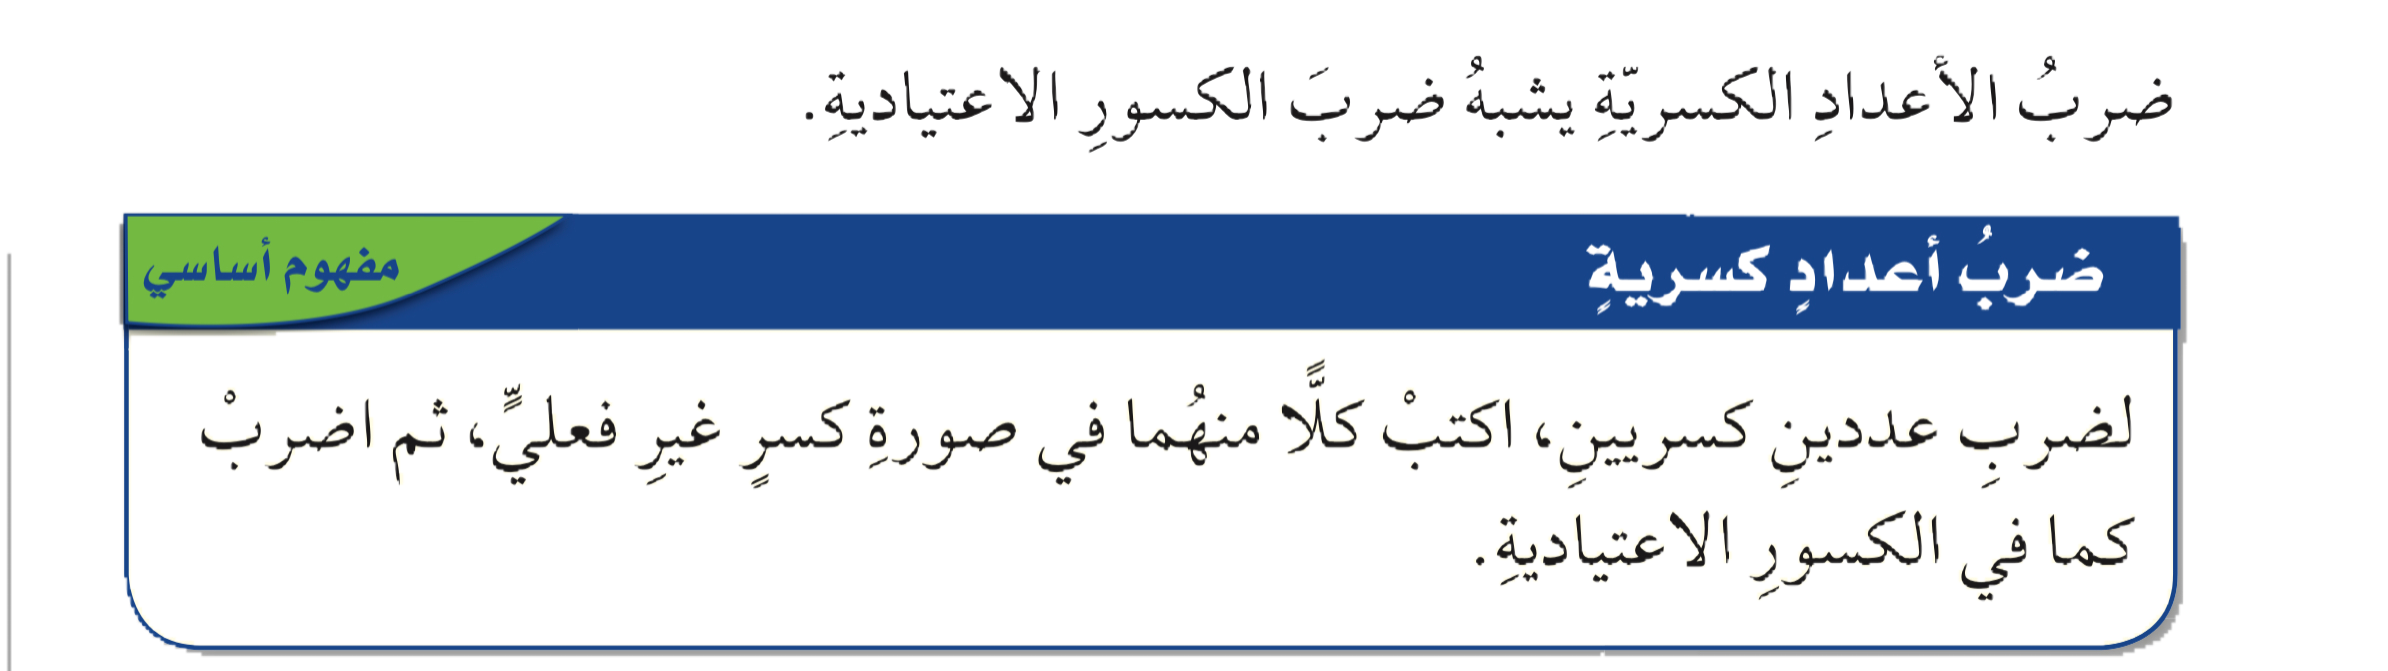 ضربُ الأعدادِ الكسريّةِ يشبهُ ضربَ الكسورِ الاعتياديةِ.
ضربُ أعدادٍ كسريةٍ
مفهوم أساسي
لضربِ عددينِ كسريينِ، اكتبْ كلًّا منهُما في صورةِ كسرٍ غيرِ فعليٍّ، ثم اضربْ
كما في الكسورِ الاعتياديةِ.